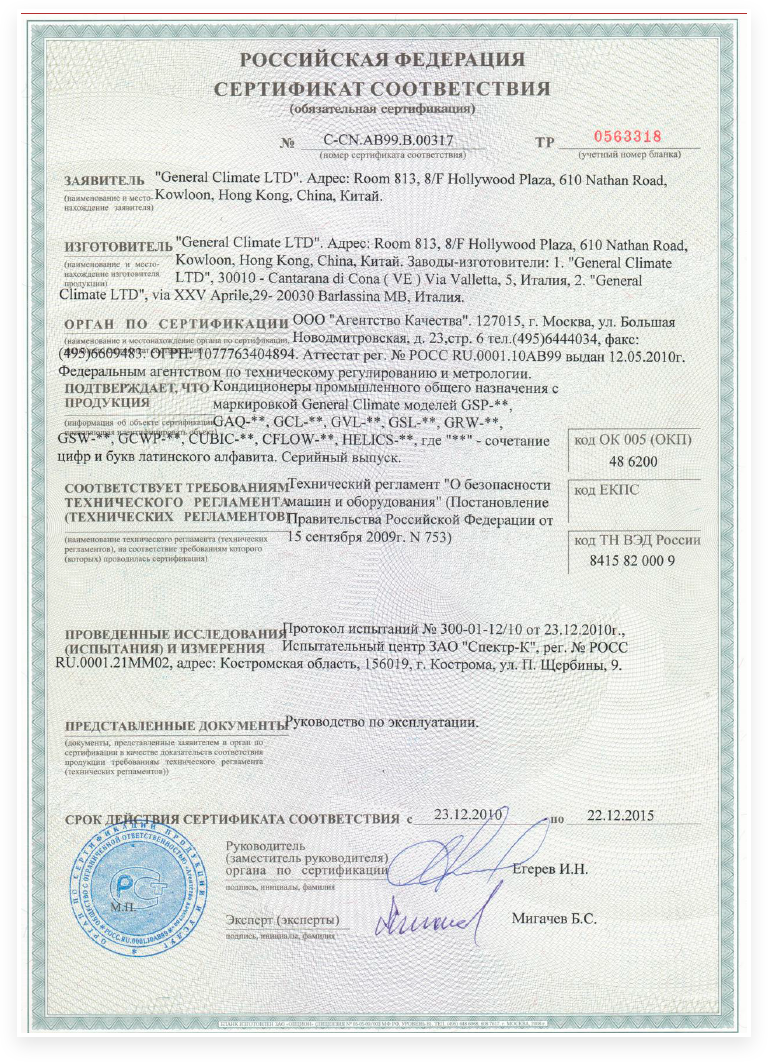 РОССИЙСКАЯ ФЕДЕРАЦИЯ
СЕРТИФИКАТ СООТВЕТСТВИЯ
(обязательная сертификация)
№ C-CN.АВ99.В.00317 ТР 0563318
(номер сертификата соответствия) (учетный номер бланка)
ЗАЯВИТЕЛЬ "General Climate LTD". Адрес: Room 813, 8/F Hollywood Plaza, 610 Nathan Road,
(наименование и место-
нахождение заявителя) Kowloon, Hong Kong, China, Китай.
ИЗГОТОВИТЕЛЬ "General Climate LTD". Адрес: Room 813, 8/F Hollywood Plaza, 610 Nathan Road,
(наименование и место-
нахождение изготовителя
продукции)
Kowloon, Hong Kong, China, Китай. Заводы-изготовители: 1. "General Climate
LTD", 30010 - Cantarana di Cona ( VE ) Via Valletta, 5, Италия, 2. "General
Climate LTD", via XXV Aprile,29- 20030 Barlassina MB, Италия.
ОРГАН ПО СЕРТИФИКАЦИИ ООО "Агентство Качества". 127015, г. Москва, ул. Большая
(наименование и местонахождение органа по сертификации,
Новодмитровская, д. 23,стр. 6 тел.(495)6444034, факс:
(495)6609483. ОГРН: 1077763404894. Аттестат рег. № РОСС RU.0001.10АВ99 выдан 12.05.2010г.
Федеральным агентством по техническому регулированию и метрологии.
ПОДТВЕРЖДАЕТ, ЧТО
ПРОДУКЦИЯ
(информация об объекте сертификации,
Кондиционеры промышленного общего назначения с
маркировкой General Climate моделей GSP-**,
GAQ-**, GCL-**, GVL-**, GSL-**, GRW-**,
GSW-**, GCWP-**, CUBIC-**, CFLOW-**, HELICS-**, где "**" - сочетание
цифр и букв латинского алфавита. Серийный выпуск.
код ОК 005 (ОКП)
48 6200
СООТВЕТСТВУЕТ ТРЕБОВАНИЯМ
ТЕХНИЧЕСКОГО РЕГЛАМЕНТА
(ТЕХНИЧЕСКИХ РЕГЛАМЕНТОВ)
(наименование технического регламента (технических
регламентов), на соответствие требованиям которого
(которых) проводилась сертификация)
Технический регламент "О безопасности
машин и оборудования" (Постановление
Правительства Российской Федерации от
15 сентября 2009г. N 753)
код ЕКПС
код ТН ВЭД России
8415 82 000 9
ПРОВЕДЕННЫЕ ИССЛЕДОВАНИЯ
(ИСПЫТАНИЯ) И ИЗМЕРЕНИЯ
Протокол испытаний № 300-01-12/10 от 23.12.2010г.,
Испытательный центр ЗАО "Спектр-К", рег. № РОСС
RU.0001.21ММ02, адрес: Костромская область, 156019, г. Кострома, ул. П. Щербины, 9.
ПРЕДСТАВЛЕННЫЕ ДОКУМЕНТЫ Руководство по эксплуатации.
(документы, представленные заявителем в орган по
сертификации в качестве доказательств соответствия
продукции требованиям технического регламента
(технических регламентов))
СРОК ДЕЙСТВИЯ СЕРТИФИКАТА СООТВЕТСТВИЯ с 23.12.2010 по 22.12.2015
Руководитель
(заместитель руководителя)
органа по сертификации Егерев И.Н.
подпись, инициалы, фамилия
М.П.
Эксперт (эксперты) Мигачев Б.С.
подпись, инициалы, фамилия